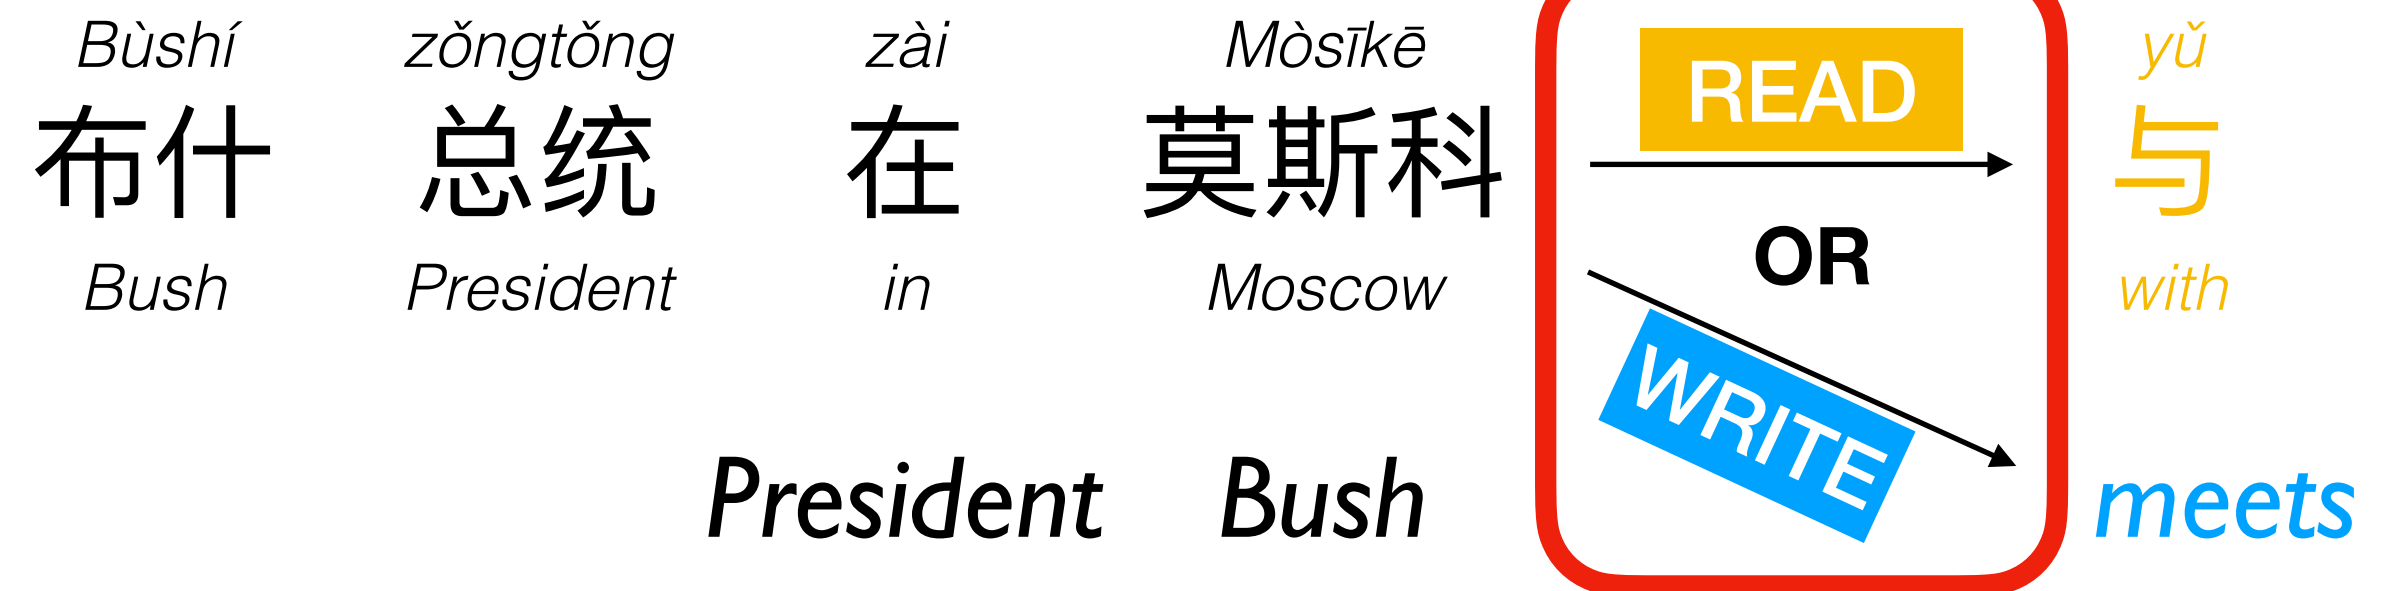 Bùshí zǒngtǒng zài Mòsīkē READ yǔ
布什 总统 在 莫斯科 与
OR
Bush President in Moscow with
WRITE
President Bush meets